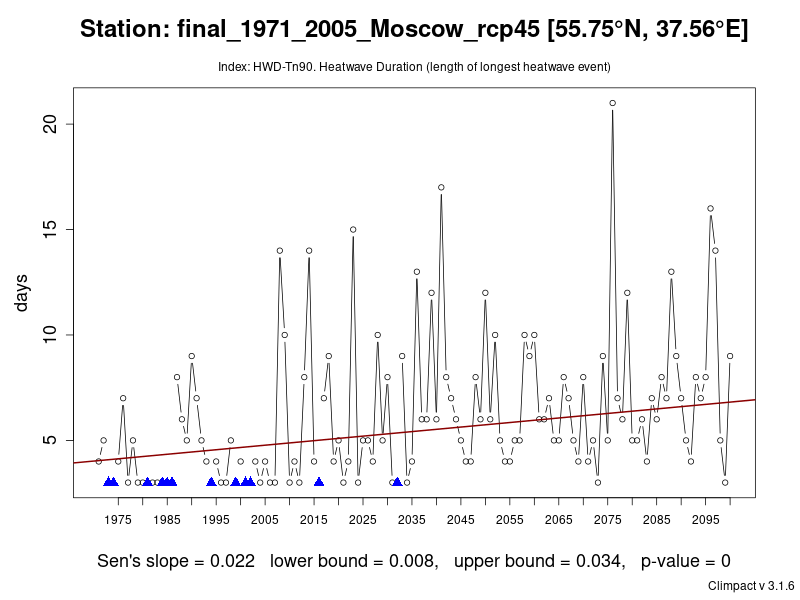 Station: final_1971_2005_Moscow_rcp45 [55.75°N, 37.56°E]
Index: HWD-Tn90. Heatwave Duration (length of longest heatwave event)
20
15
10
5
days
1975 1985 1995 2005 2015 2025 2035 2045 2055 2065 2075 2085 2095
Sen's slope = 0.022 lower bound = 0.008, upper bound = 0.034, p-value = 0
Climpact v 3.1.6